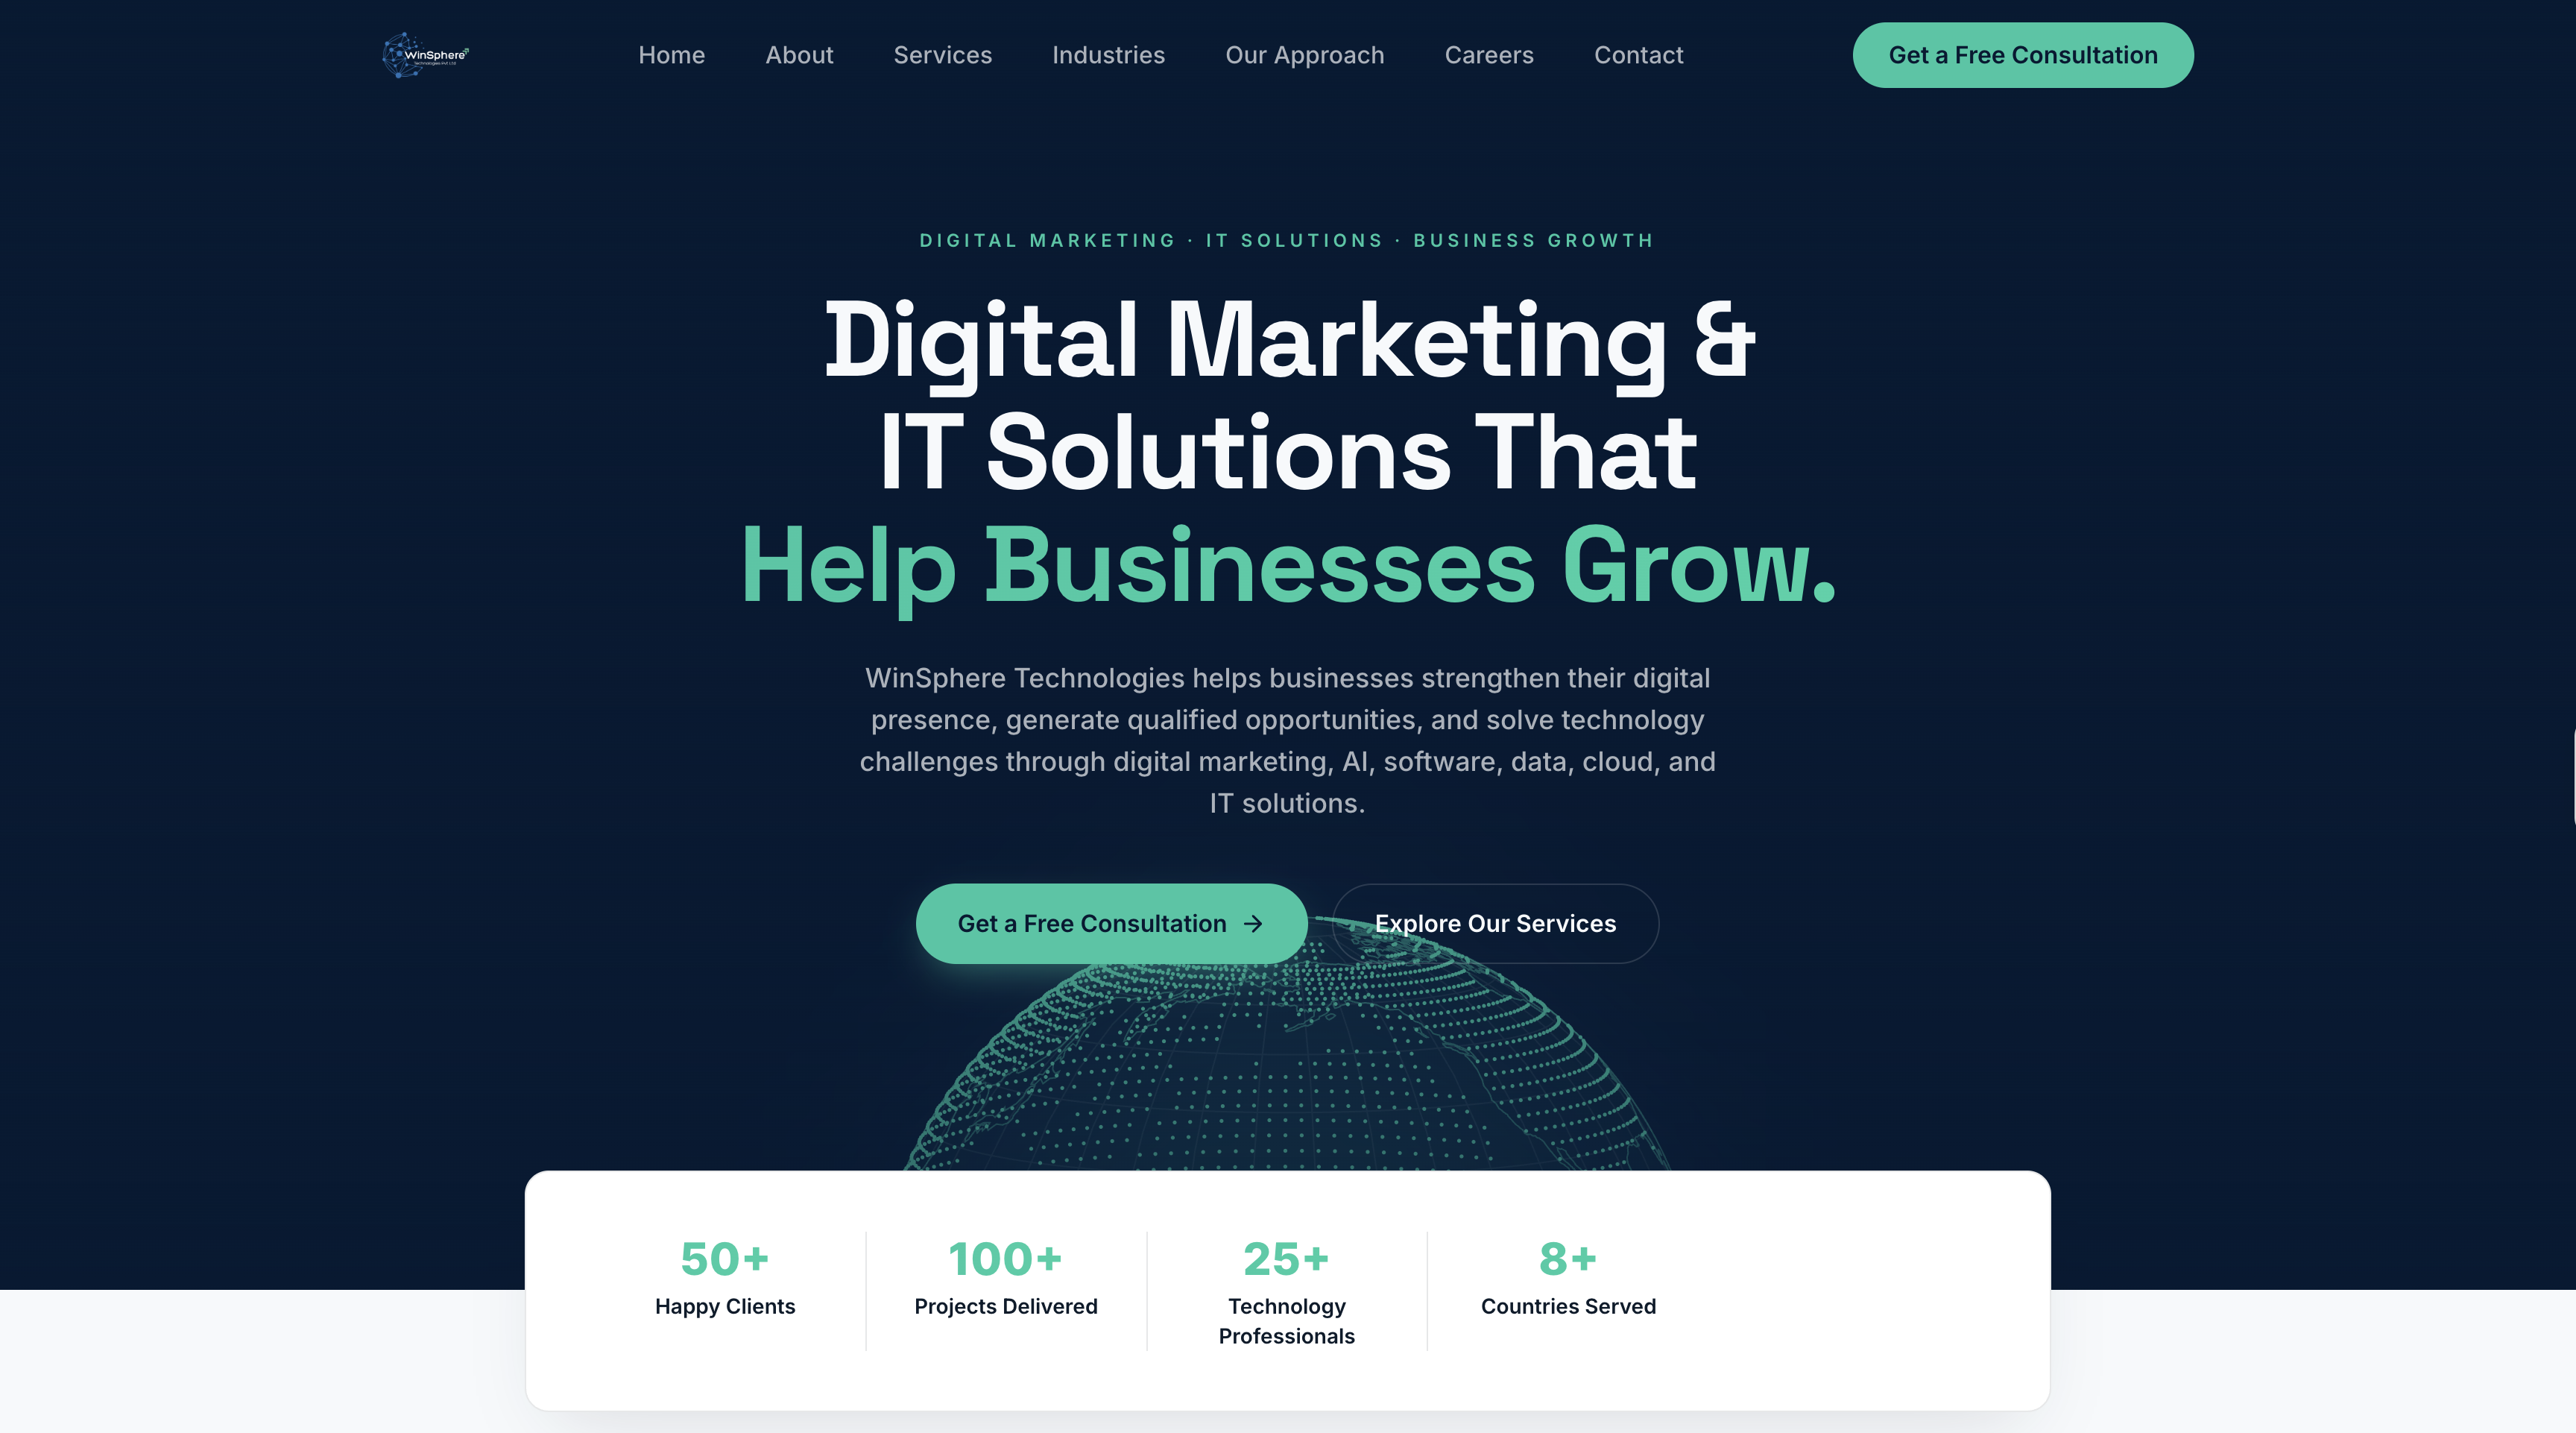 WinSphere
Technologies Pvt Ltd
Home
About
Services
Industries
Our Approach
Careers
Contact
Get a Free Consultation
DIGITAL MARKETING · IT SOLUTIONS · BUSINESS GROWTH
Digital Marketing &
IT Solutions That
Help Businesses Grow.
WinSphere Technologies helps businesses strengthen their digital
presence, generate qualified opportunities, and solve technology
challenges through digital marketing, AI, software, data, cloud, and
IT solutions.
Get a Free Consultation →
Explore Our Services
50+
Happy Clients
100+
Projects Delivered
25+
Technology
Professionals
8+
Countries Served